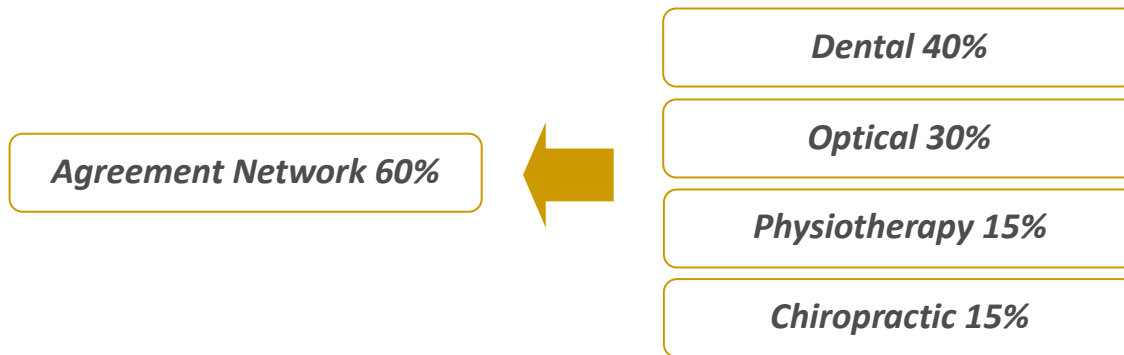 Agreement Network 60%
Dental 40%
Optical 30%
Physiotherapy 15%
Chiropractic 15%